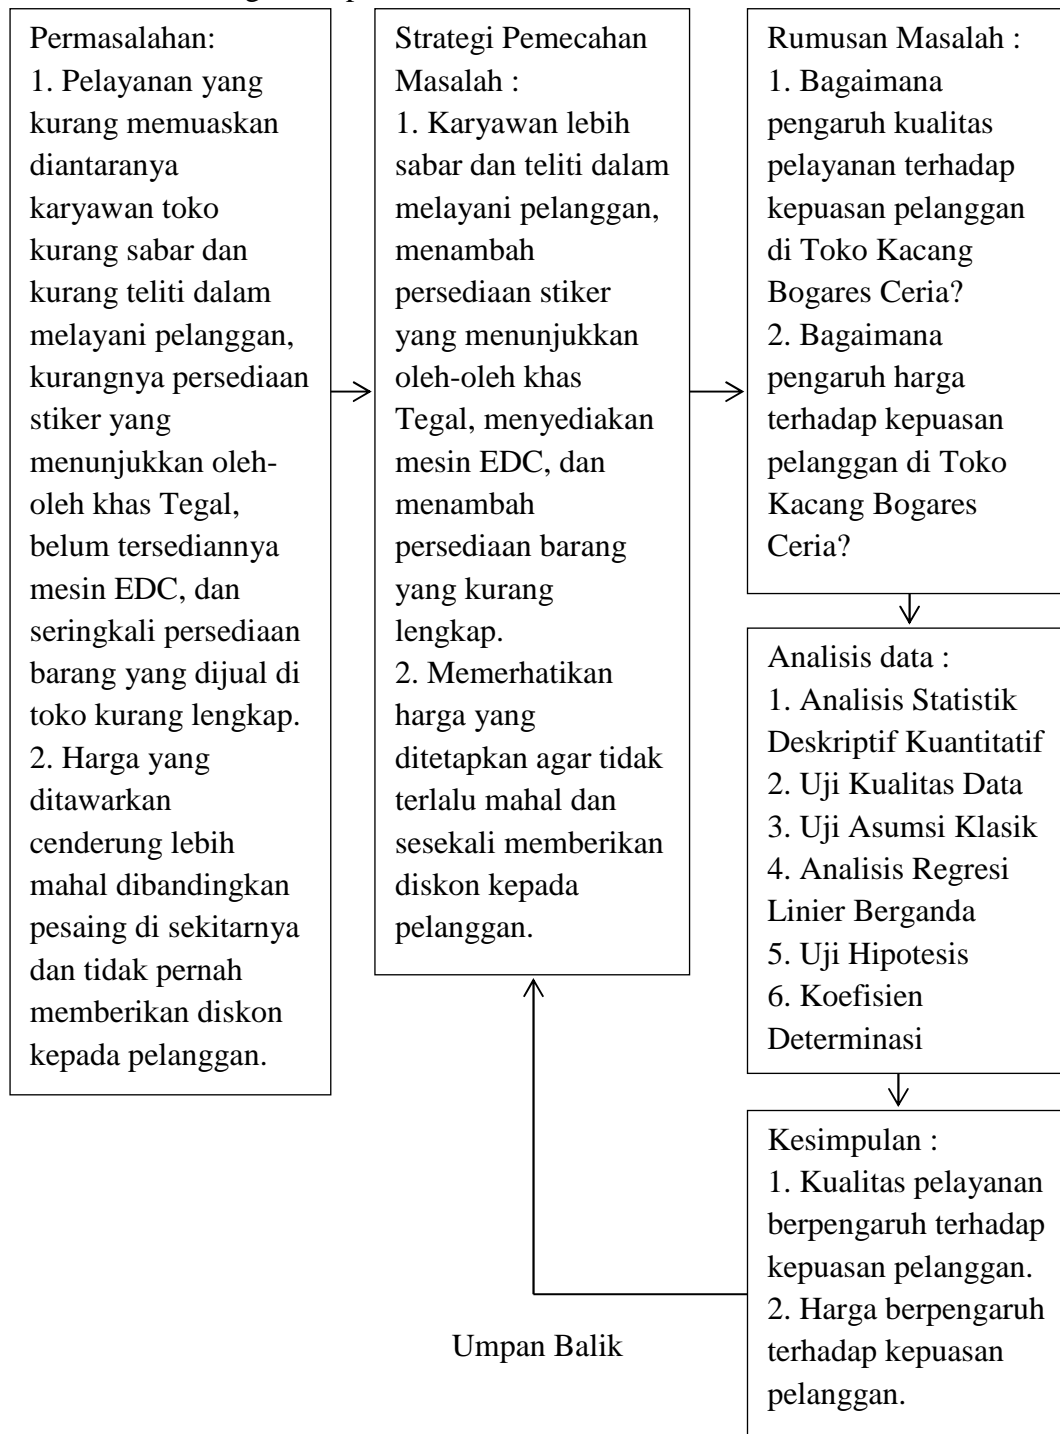 Permasalahan:
1. Pelayanan yang
kurang memuaskan
diantaranya
karyawan toko
kurang sabar dan
kurang teliti dalam
melayani pelanggan,
kurangnya persediaan
stiker yang
menunjukkan oleh-
oleh khas Tegal,
belum tersediannya
mesin EDC, dan
seringkali persediaan
barang yang dijual di
toko kurang lengkap.
2. Harga yang
ditawarkan
cenderung lebih
mahal dibandingkan
pesaing di sekitarnya
dan tidak pernah
memberikan diskon
kepada pelanggan.
Strategi Pemecahan
Masalah :
1. Karyawan lebih
sabar dan teliti dalam
melayani pelanggan,
menambah
persediaan stiker
yang menunjukkan
oleh-oleh khas
Tegal, menyediakan
mesin EDC, dan
menambah
persediaan barang
yang kurang
lengkap.
2. Memerhatikan
harga yang
ditetapkan agar tidak
terlalu mahal dan
sesekali memberikan
diskon kepada
pelanggan.
Rumusan Masalah :
1. Bagaimana
pengaruh kualitas
pelayanan terhadap
kepuasan pelanggan
di Toko Kacang
Bogares Ceria?
2. Bagaimana
pengaruh harga
terhadap kepuasan
pelanggan di Toko
Kacang Bogares
Ceria?
Analisis data :
1. Analisis Statistik
Deskriptif Kuantitatif
2. Uji Kualitas Data
3. Uji Asumsi Klasik
4. Analisis Regresi
Linier Berganda
5. Uji Hipotesis
6. Koefisien
Determinasi
Kesimpulan :
1. Kualitas pelayanan
berpengaruh terhadap
kepuasan pelanggan.
2. Harga berpengaruh
terhadap kepuasan
pelanggan.
Umpan Balik